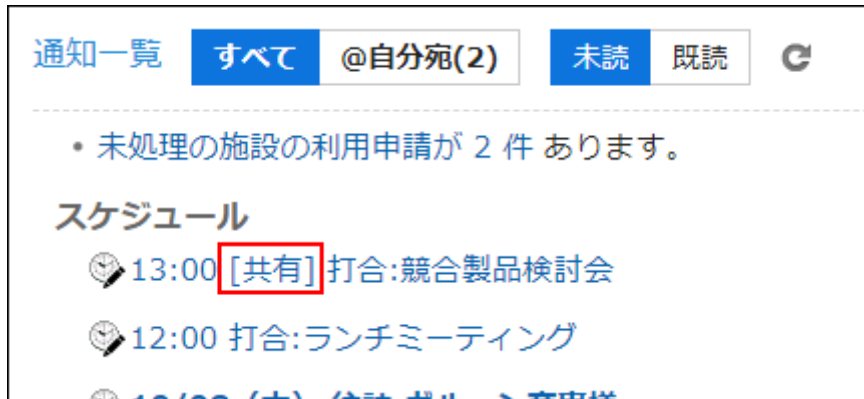 通知一覧 すべて @自分宛(2) 未読 既読
• 未処理の施設の利用申請が 2 件 あります。
スケジュール
13:00 [共有] 打合:競合製品検討会
12:00 打合:ランチミーティング